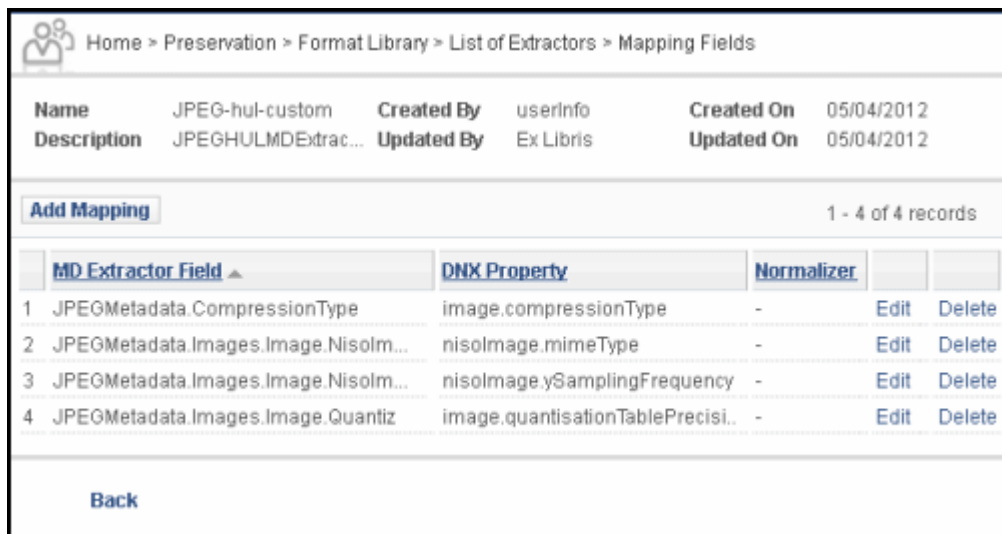 Home > Preservation > Format Library > List of Extractors > Mapping Fields
Name JPEG-hul-custom Created By userInfo Created On 05/04/2012
Description JPEGHULMDExtrac... Updated By Ex Libris Updated On 05/04/2012
Add Mapping 1 - 4 of 4 records
MD Extractor Field DNX Property Normalizer
1 JPEGMetadata.CompressionType image.compressionType - Edit Delete
2 JPEGMetadata.Images.Image.NisoIm... nisoImage.mimeType - Edit Delete
3 JPEGMetadata.Images.Image.NisoIm... nisoImage.ySamplingFrequency - Edit Delete
4 JPEGMetadata.Images.Image.Quantiz image.quantisationTablePrecisi.. - Edit Delete
Back